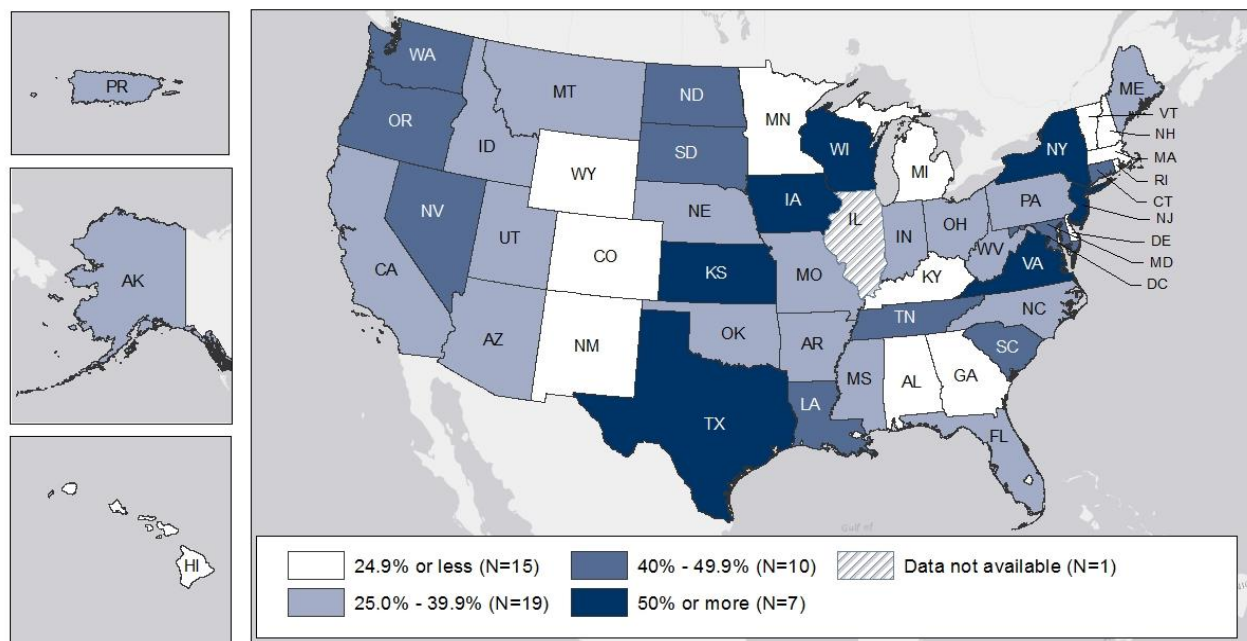 PR
AK
HI
WA
OR
CA
NV
ID
MT
WY
UT
AZ
CO
NM
ND
SD
NE
KS
OK
TX
MN
IA
MO
AR
LA
WI
IL
MI
IN
OH
KY
TN
MS
AL
GA
FL
SC
NC
VA
WV
PA
NY
ME
VT
NH
MA
RI
CT
NJ
DE
MD
DC
Gulf of
24.9% or less (N=15)
40% - 49.9% (N=10)
Data not available (N=1)
25.0% - 39.9% (N=19)
50% or more (N=7)